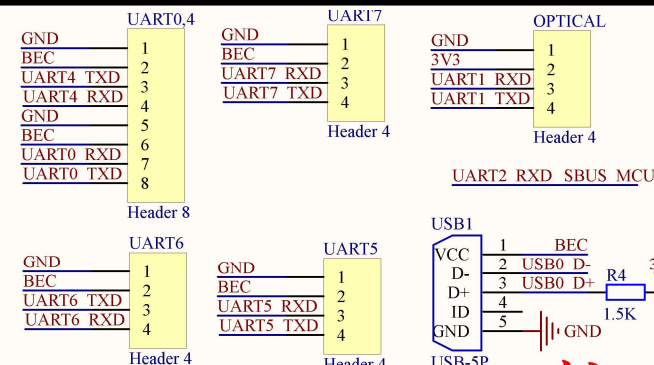 UART0,4
GND 1
BEC 2
UART4 TXD 3
UART4 RXD 4
GND 5
BEC 6
UART0 RXD 7
UART0 TXD 8
Header 8
UART7
GND 1
BEC 2
UART7 RXD 3
UART7 TXD 4
Header 4
OPTICAL
GND 1
3V3 2
UART1 RXD 3
UART1 TXD 4
Header 4
UART2 RXD SBUS MCU
UART6
GND 1
BEC 2
UART6 TXD 3
UART6 RXD 4
Header 4
UART5
GND 1
BEC 2
UART5 RXD 3
UART5 TXD 4
Header 4
USB1
VCC 1 BEC
D- 2 USB0 D-
D+ 3 USB0 D+
ID 4
GND 5 GND
USB-5P
R4
1.5K